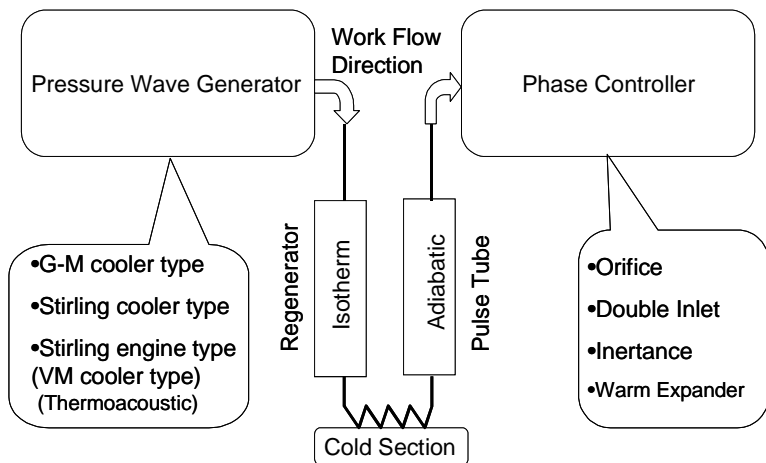 Pressure Wave Generator
Work Flow
Direction
Phase Controller
Regenerator
Isotherm
Adiabatic
Pulse Tube
•G-M cooler type
•Stirling cooler type
•Stirling engine type
(VM cooler type)
(Thermoacoustic)
•Orifice
•Double Inlet
•Inertance
•Warm Expander
Cold Section